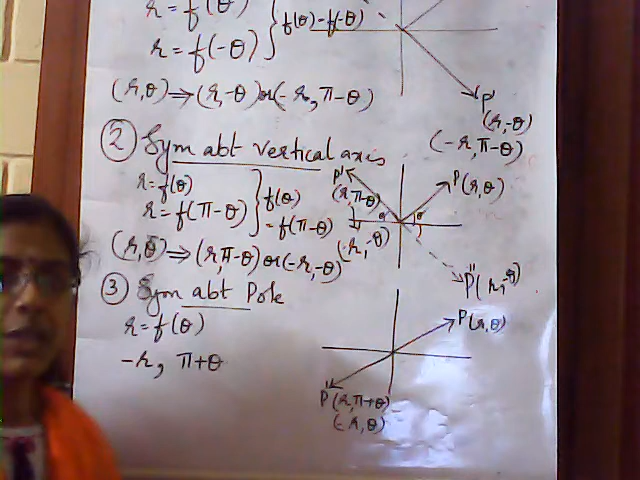 r = f(θ)
r = f(-θ) } f(θ) = f(-θ)
(r,θ) ⇒ (r,-θ) or (-r, π-θ)
P' (r,-θ)
(-r, π-θ)
② Sym abt vertical axis
r = f(θ)
r = f(π-θ) } f(θ)
= f(π-θ)
(r,θ) ⇒ (r,π-θ) or (-r,-θ)
P'
(r,π-θ)
(-r,-θ)
P(r,θ)
θ θ
P" (r,-θ)
③ Sym abt Pole
r = f(θ)
-r, π+θ
P(r,θ)
P' (r,π+θ)
(-r,θ)